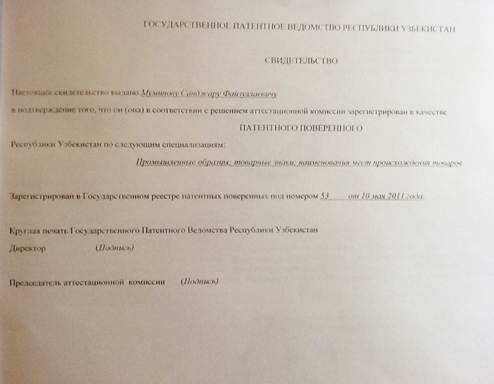 ГОСУДАРСТВЕННОЕ ПАТЕНТНОЕ ВЕДОМСТВО РЕСПУБЛИКИ УЗБЕКИСТАН
СВИДЕТЕЛЬСТВО
Настоящее свидетельство выдано Муминову Санджару Файзуллаевичу
в подтверждение того, что он (она) в соответствии с решением аттестационной комиссии зарегистрирован в качестве
ПАТЕНТНОГО ПОВЕРЕННОГО
Республики Узбекистан по следующим специализациям:
Промышленные образцы; товарные знаки, наименования мест происхождения товаров
Зарегистрирован в Государственном реестре патентных поверенных под номером 53 от 10 мая 2011 года.
Круглая печать Государственного Патентного Ведомства Республики Узбекистан
Директор (Подпись)
Председатель аттестационной комиссии (Подпись)